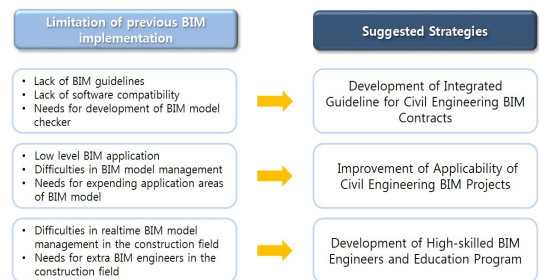 Limitation of previous BIM
implementation
Suggested Strategies
• Lack of BIM guidelines
• Lack of software compatibility
• Needs for development of BIM model
checker
Development of Integrated
Guideline for Civil Engineering BIM
Contracts
• Low level BIM application
• Difficulties in BIM model management
• Needs for expending application areas
of BIM model
Improvement of Applicability of
Civil Engineering BIM Projects
• Difficulties in realtime BIM model
management in the construction field
• Needs for extra BIM engineers in the
construction field
Development of High-skilled BIM
Engineers and Education Program